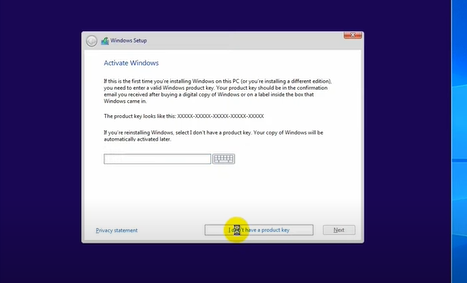 Windows Setup
Activate Windows
If this is the first time you're installing Windows on this PC (or you're installing a different edition),
you need to enter a valid Windows product key. Your product key should be in the confirmation
email you received after buying a digital copy of Windows or on a label inside the box that
Windows came in.
The product key looks like this: XXXXX-XXXXX-XXXXX-XXXXX-XXXXX
If you're reinstalling Windows, select I don't have a product key. Your copy of Windows will be
automatically activated later.
Privacy statement
I don't have a product key
Next